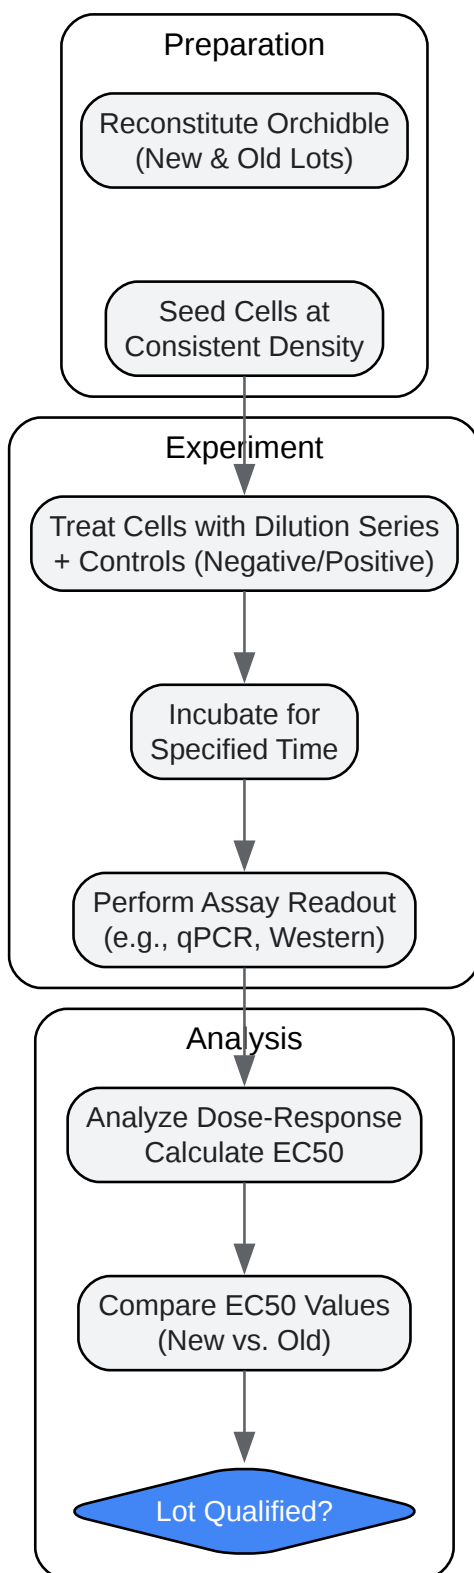 Preparation
Reconstitute Orchidble
(New & Old Lots)
Seed Cells at
Consistent Density
Experiment
Treat Cells with Dilution Series
+ Controls (Negative/Positive)
Incubate for
Specified Time
Perform Assay Readout
(e.g., qPCR, Western)
Analysis
Analyze Dose-Response
Calculate EC50
Compare EC50 Values
(New vs. Old)
Lot Qualified?